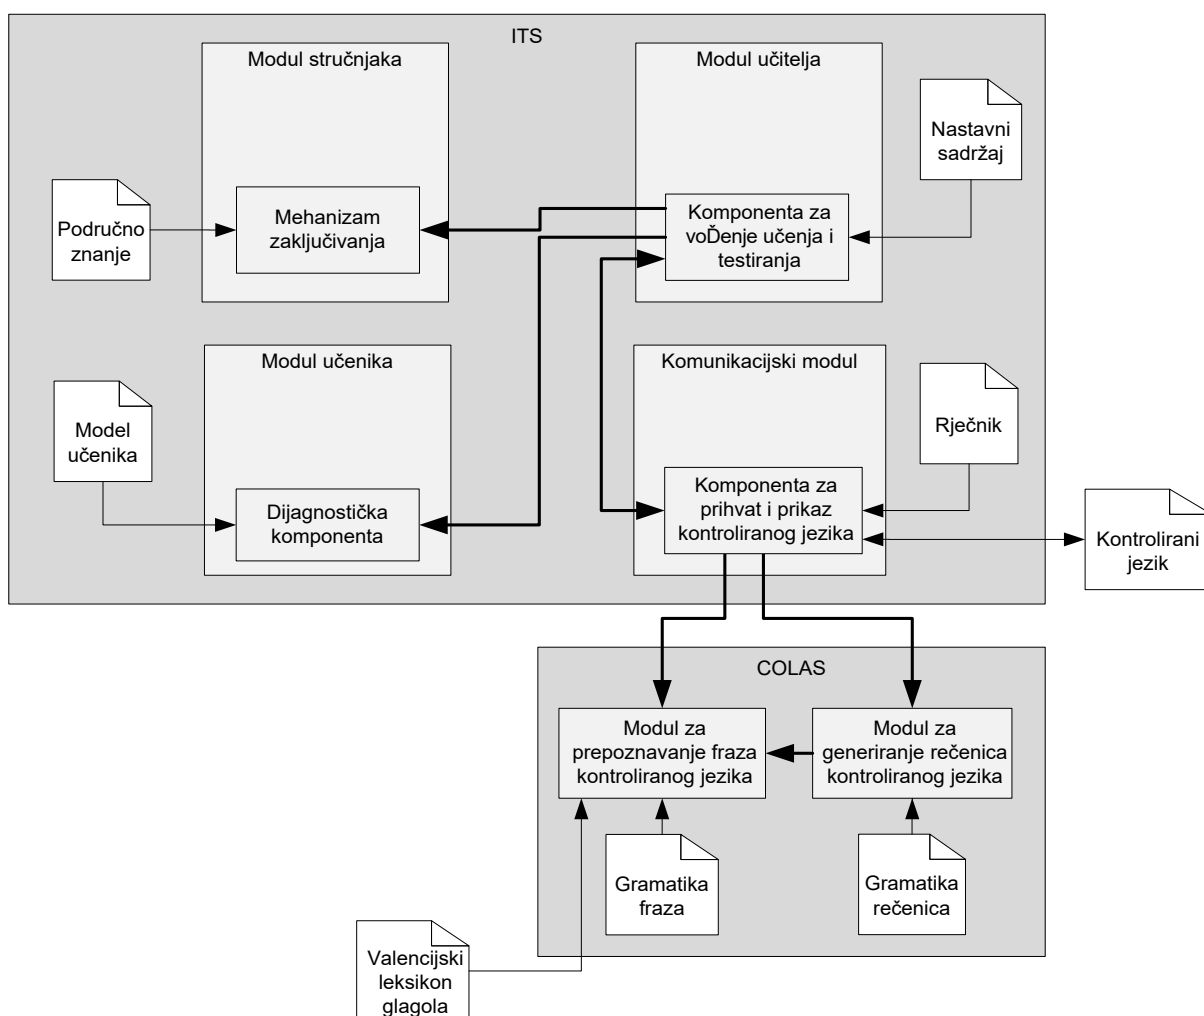 ITS
Modul stručnjaka
Modul učitelja
Nastavni
sadržaj
Područno
znanje
Mehanizam
zaključivanja
Komponenta za
voĐenje učenja i
testiranja
Modul učenika
Komunikacijski modul
Model
učenika
Rječnik
Dijagnostička
komponenta
Komponenta za
prihvat i prikaz
kontroliranog jezika
Kontrolirani
jezik
COLAS
Modul za
prepoznavanje fraza
kontroliranog jezika
Modul za
generiranje rečenica
kontroliranog jezika
Gramatika
fraza
Gramatika
rečenica
Valencijski
leksikon
glagola